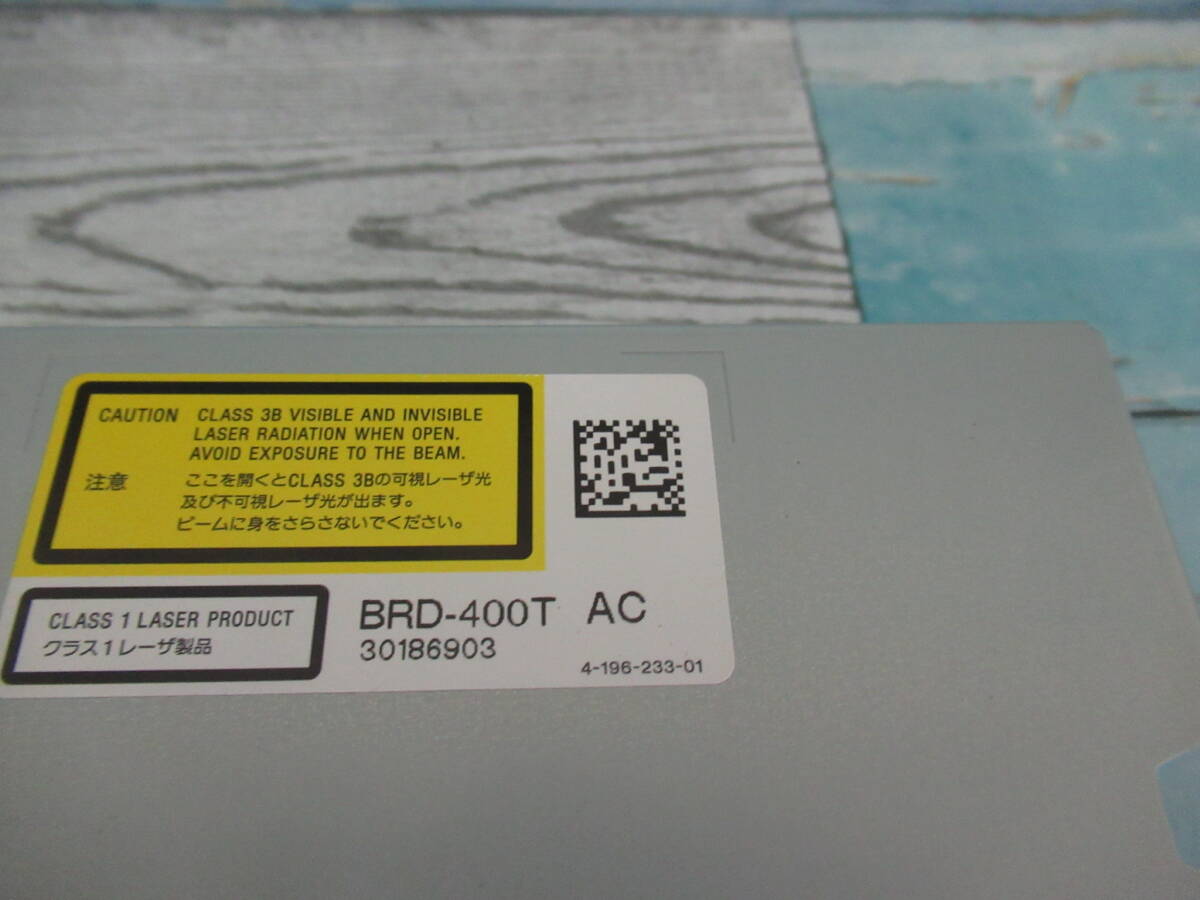 CAUTION CLASS 3B VISIBLE AND INVISIBLE
LASER RADIATION WHEN OPEN.
AVOID EXPOSURE TO THE BEAM.
注意 ここを開くとCLASS 3Bの可視レーザ光
及び不可視レーザ光が出ます。
ビームに身をさらさないでください。
CLASS 1 LASER PRODUCT
クラス1レーザ製品
BRD-400T AC
30186903
4-196-233-01